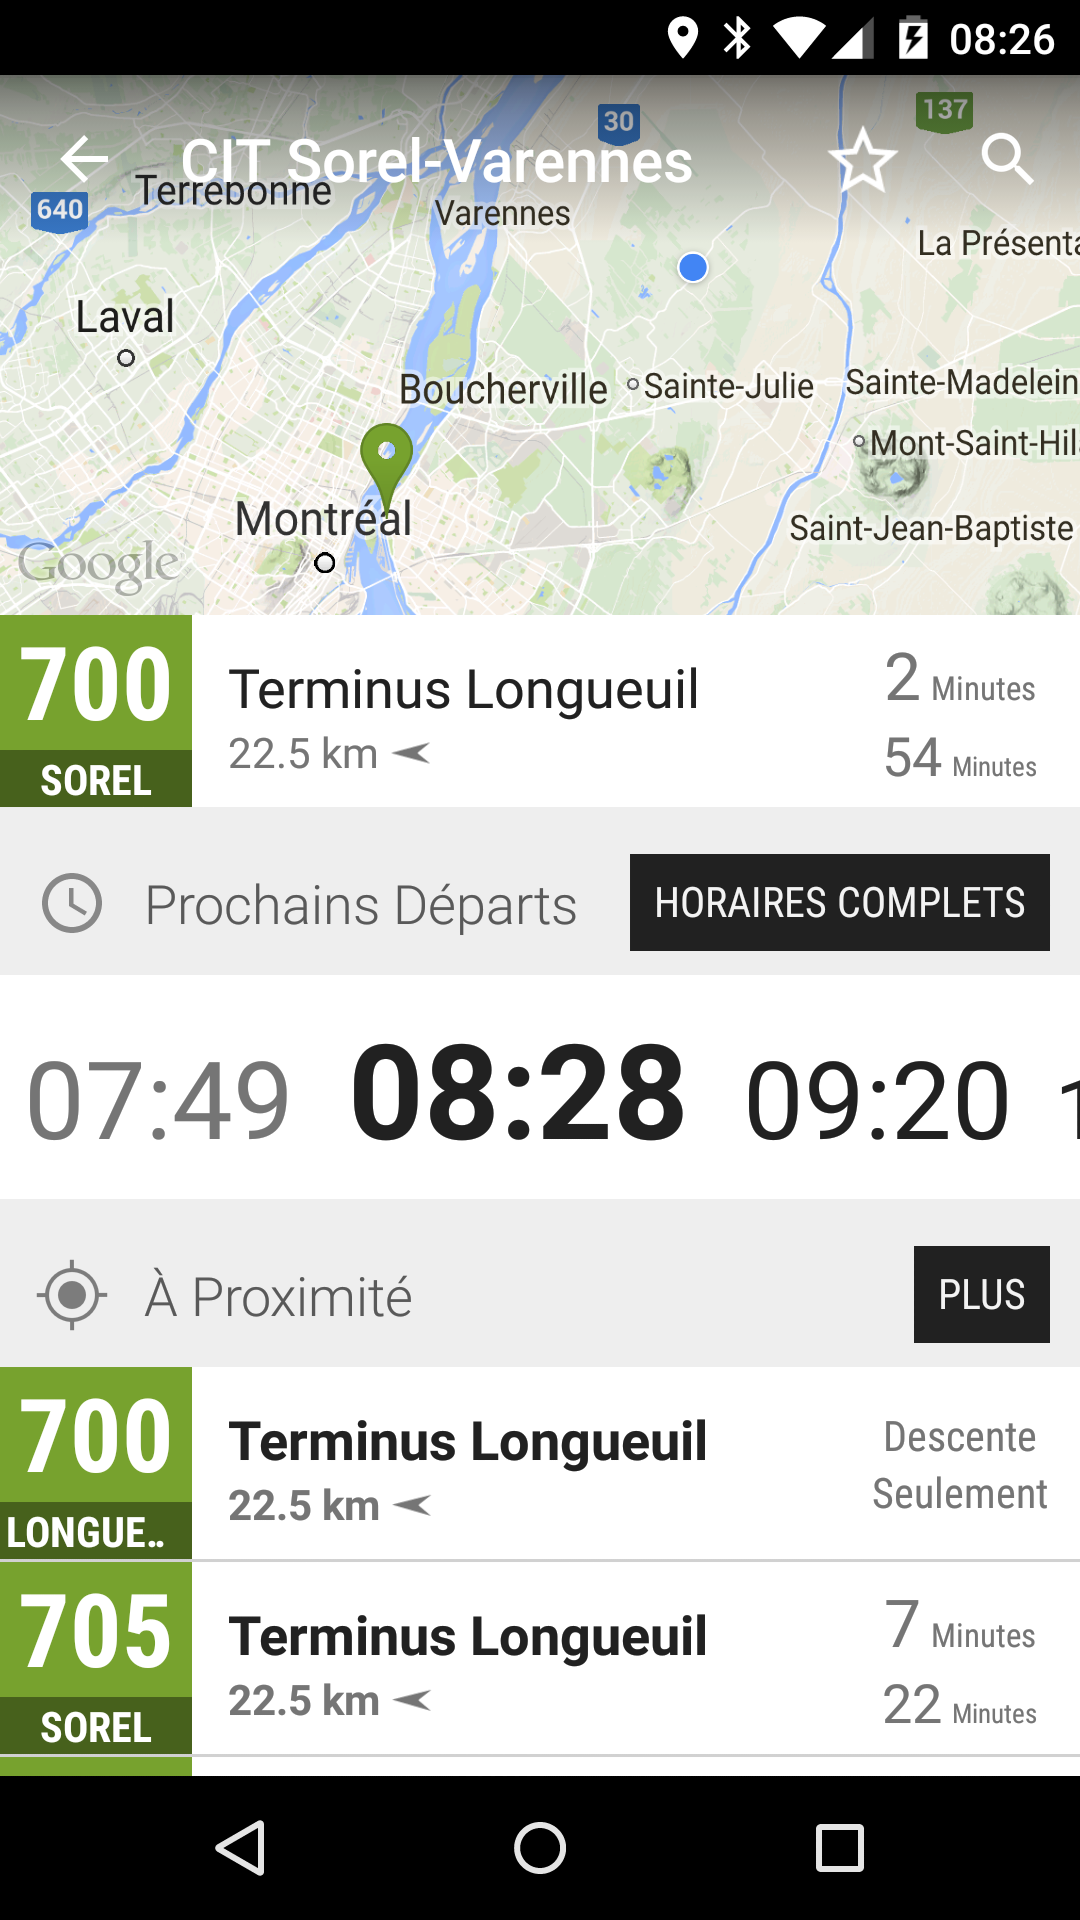 08:26
30
137
CIT Sorel-Varennes
Terrebonne
640
Varennes
La Présenta
Laval
Boucherville
Sainte-Julie
Sainte-Madelein
Mont-Saint-Hil
Montréal
Saint-Jean-Baptiste
Google
700
SOREL
Terminus Longueuil
22.5 km
2 Minutes
54 Minutes
Prochains Départs
HORAIRES COMPLETS
07:49 08:28 09:20 1
À Proximité
PLUS
700
LONGUE..
Terminus Longueuil
22.5 km
Descente
Seulement
705
SOREL
Terminus Longueuil
22.5 km
7 Minutes
22 Minutes